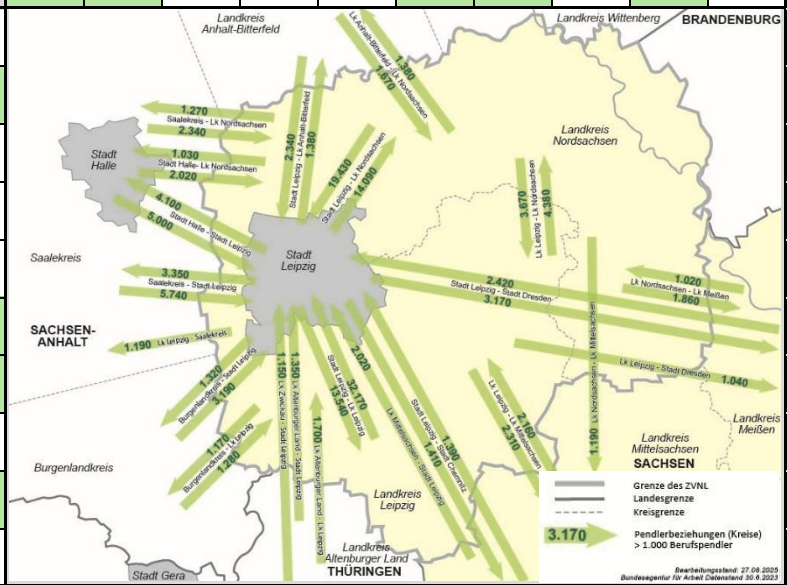 Landkreis
Anhalt-Bitterfeld
Landkreis Wittenberg
BRANDENBURG
Lk Anhalt-Bitterfeld - Lk Nordsachsen
1.380
1.670
1.270
Saalekreis - Lk Nordsachsen
2.340
1.030
Stadt Halle- Lk Nordsachsen
2.020
Stadt
Halle
4.100
Stadt Halle - Stadt Leipzig
5.000
2.340
Stadt Leipzig - Lk Anhalt-Bitterfeld
1.380
19.430
Stadt Leipzig - Lk Nordsachsen
14.090
Landkreis
Nordsachsen
3.670
Lk Leipzig - Lk Nordsachsen
4.380
Saalekreis
3.350
Saalekreis - Stadt Leipzig
5.740
Stadt
Leipzig
2.420
Stadt Leipzig - Stadt Dresden
3.170
1.020
Lk Nordsachsen - Lk Meißen
1.860
SACHSEN-
ANHALT
1.190
Lk Leipzig - Saalekreis
Lk Leipzig - Stadt Dresden
1.040
1.190
Lk Nordsachsen - Lk Mittelsachsen
1.320
Burgenlandkreis - Stadt Leipzig
3.190
1.170
Burgenlandkreis - Lk Leipzig
1.280
1.150
Lk Zwickau - Stadt Leipzig
1.350
Lk Altenburger Land - Stadt Leipzig
1.700
Lk Altenburger Land - Lk Leipzig
32.170
Stadt Leipzig - Lk Leipzig
13.540
2.020
Lk Mittelsachsen - Stadt Leipzig
1.390
Stadt Leipzig - Stadt Chemnitz
1.410
2.160
Lk Leipzig - Lk Mittelsachsen
2.310
Burgenlandkreis
Landkreis
Meißen
Landkreis
Mittelsachsen
SACHSEN
Landkreis
Leipzig
Landkreis
Altenburger Land
THÜRINGEN
Stadt Gera
Grenze des ZVNL
Landesgrenze
Kreisgrenze
3.170
Pendlerbeziehungen (Kreise)
> 1.000 Berufspendler
Bearbeitungsstand: 27.08.2025
Bundesagentur für Arbeit Datenstand 30.6.2023